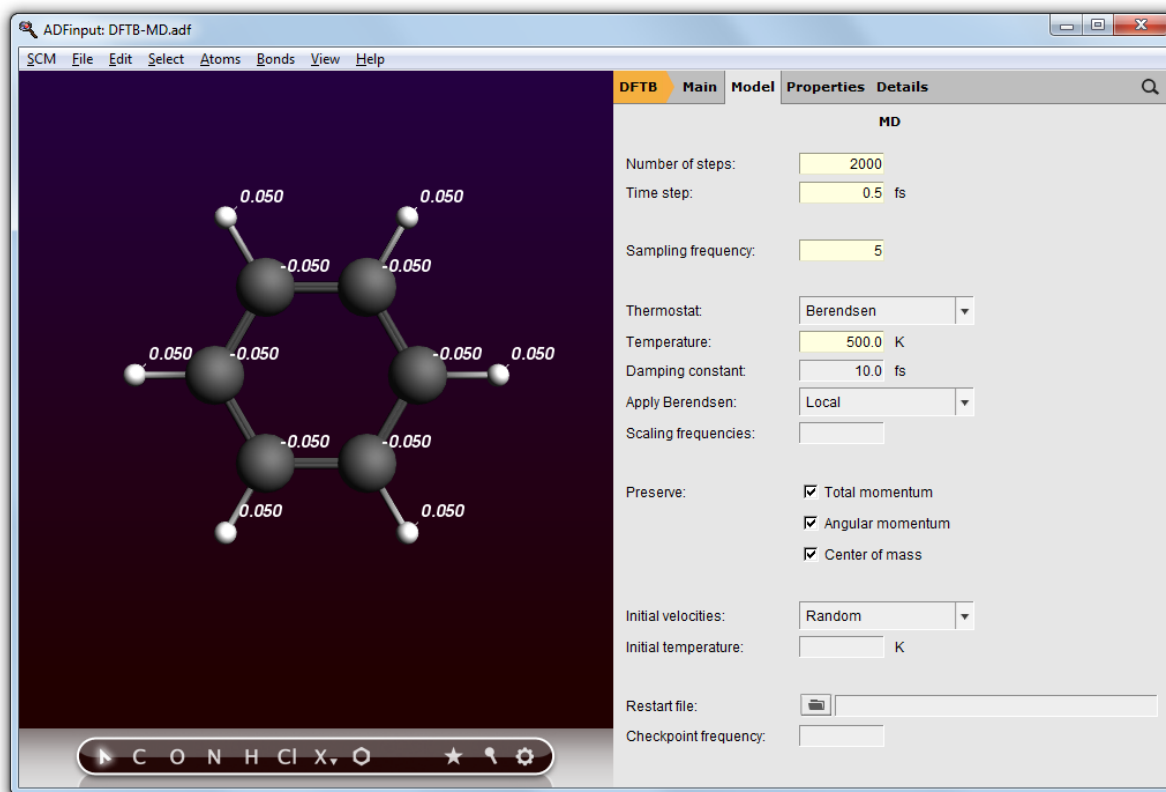 ADFinput: DFTB-MD.adf
SCM File Edit Select Atoms Bonds View Help
DFTB Main Model Properties Details
MD
Number of steps: 2000
Time step: 0.5 fs
Sampling frequency: 5
Thermostat: Berendsen
Temperature: 500.0 K
Damping constant: 10.0 fs
Apply Berendsen: Local
Scaling frequencies:
Preserve: Total momentum
Angular momentum
Center of mass
Initial velocities: Random
Initial temperature: K
Restart file:
Checkpoint frequency:
0.050 0.050
-0.050 -0.050
0.050 -0.050 -0.050 0.050
-0.050 -0.050
0.050 0.050
C O N H Cl X